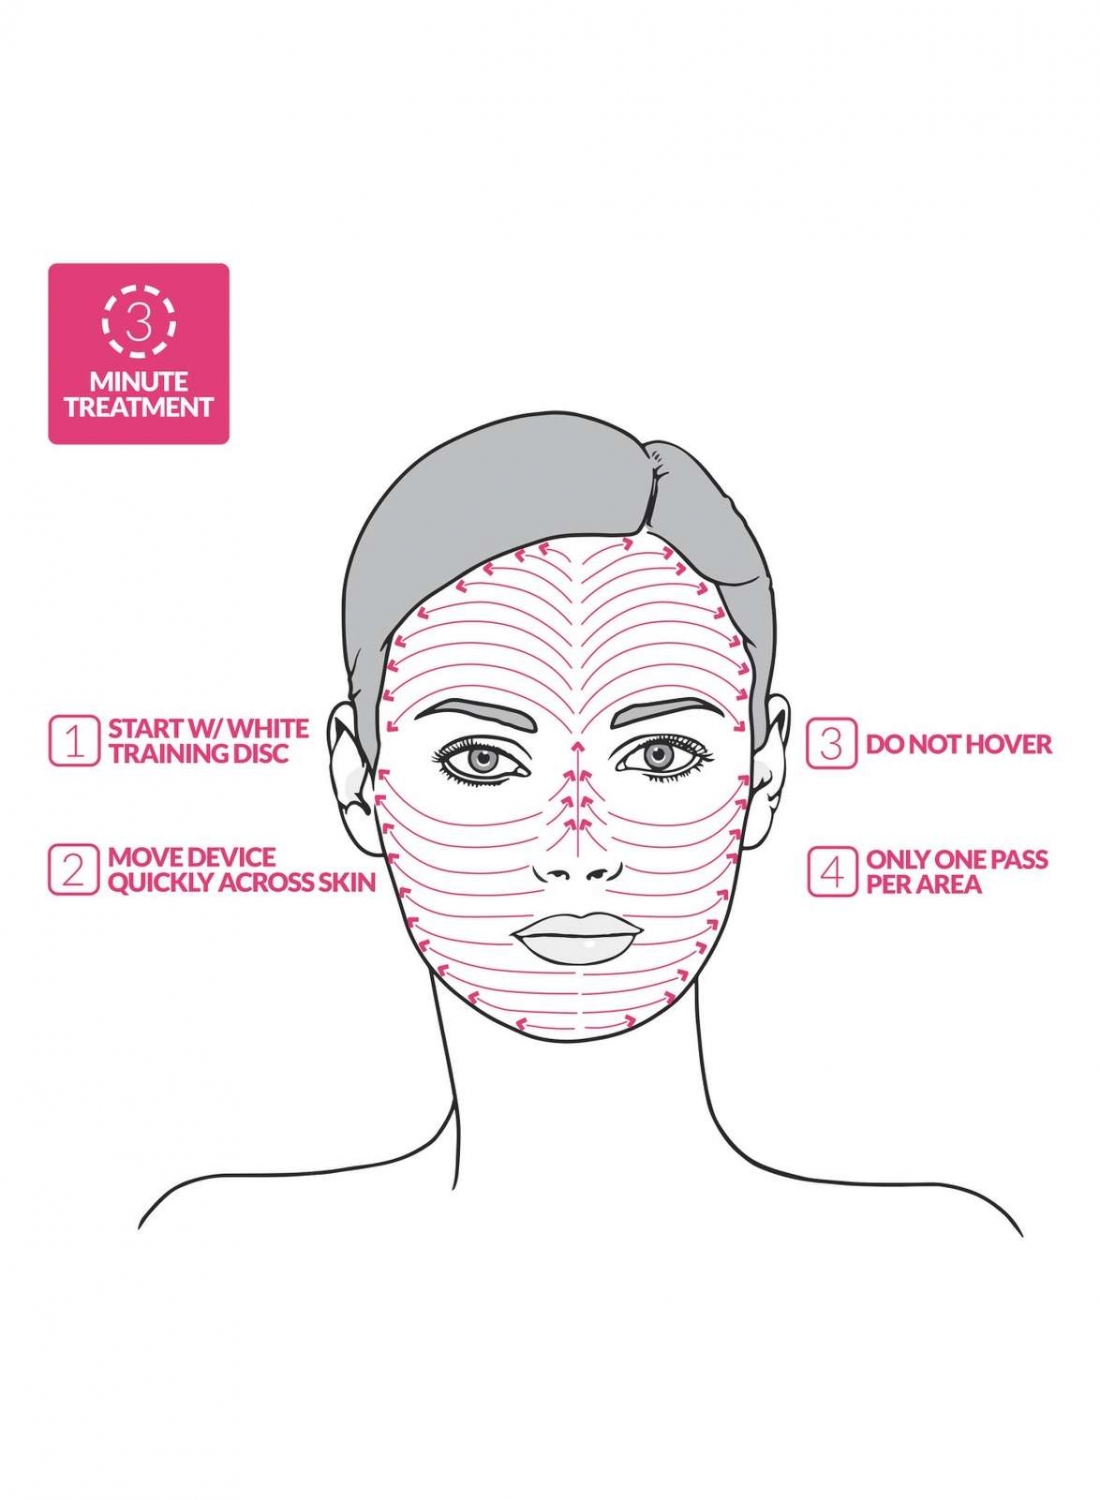 3
MINUTE
TREATMENT
1
START W/ WHITE
TRAINING DISC
2
MOVE DEVICE
QUICKLY ACROSS SKIN
3
DO NOT HOVER
4
ONLY ONE PASS
PER AREA